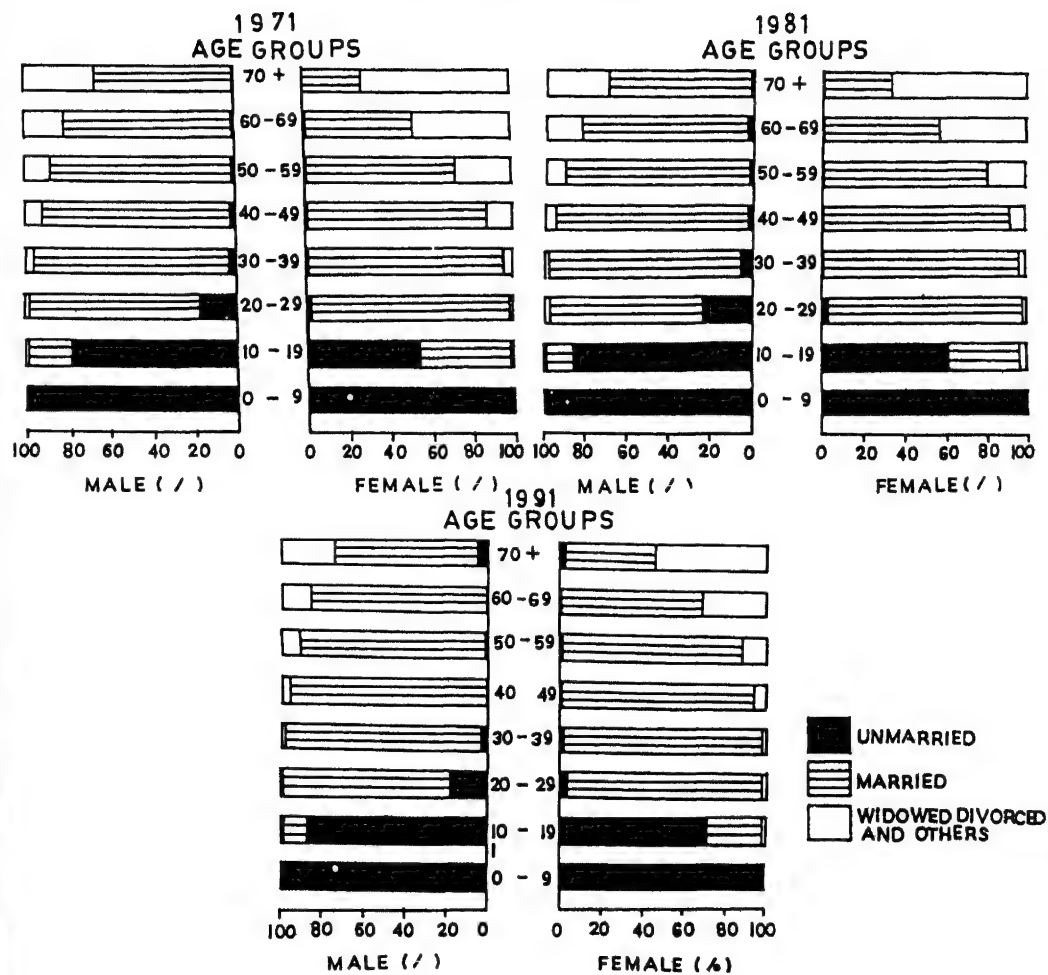 1971
AGE GROUPS
70 +
60-69
50-59
40-49
30-39
20-29
10-19
0 - 9
100 80 60 40 20 0
0 20 40 60 80 100
MALE ( / )
FEMALE ( / )
1981
AGE GROUPS
70 +
60-69
50-59
40-49
30-39
20-29
10 - 19
0 - 9
100 80 60 40 20 0
0 20 40 60 80 100
MALE ( / \
FEMALE ( / )
1991
AGE GROUPS
70 +
60-69
50-59
40 49
30-39
20-29
10 - 19
0 - 9
100 80 60 40 20 0
0 20 40 60 80 100
MALE ( / )
FEMALE (/o)
UNMARRIED
MARRIED
WIDOWED DIVORCED
AND OTHERS